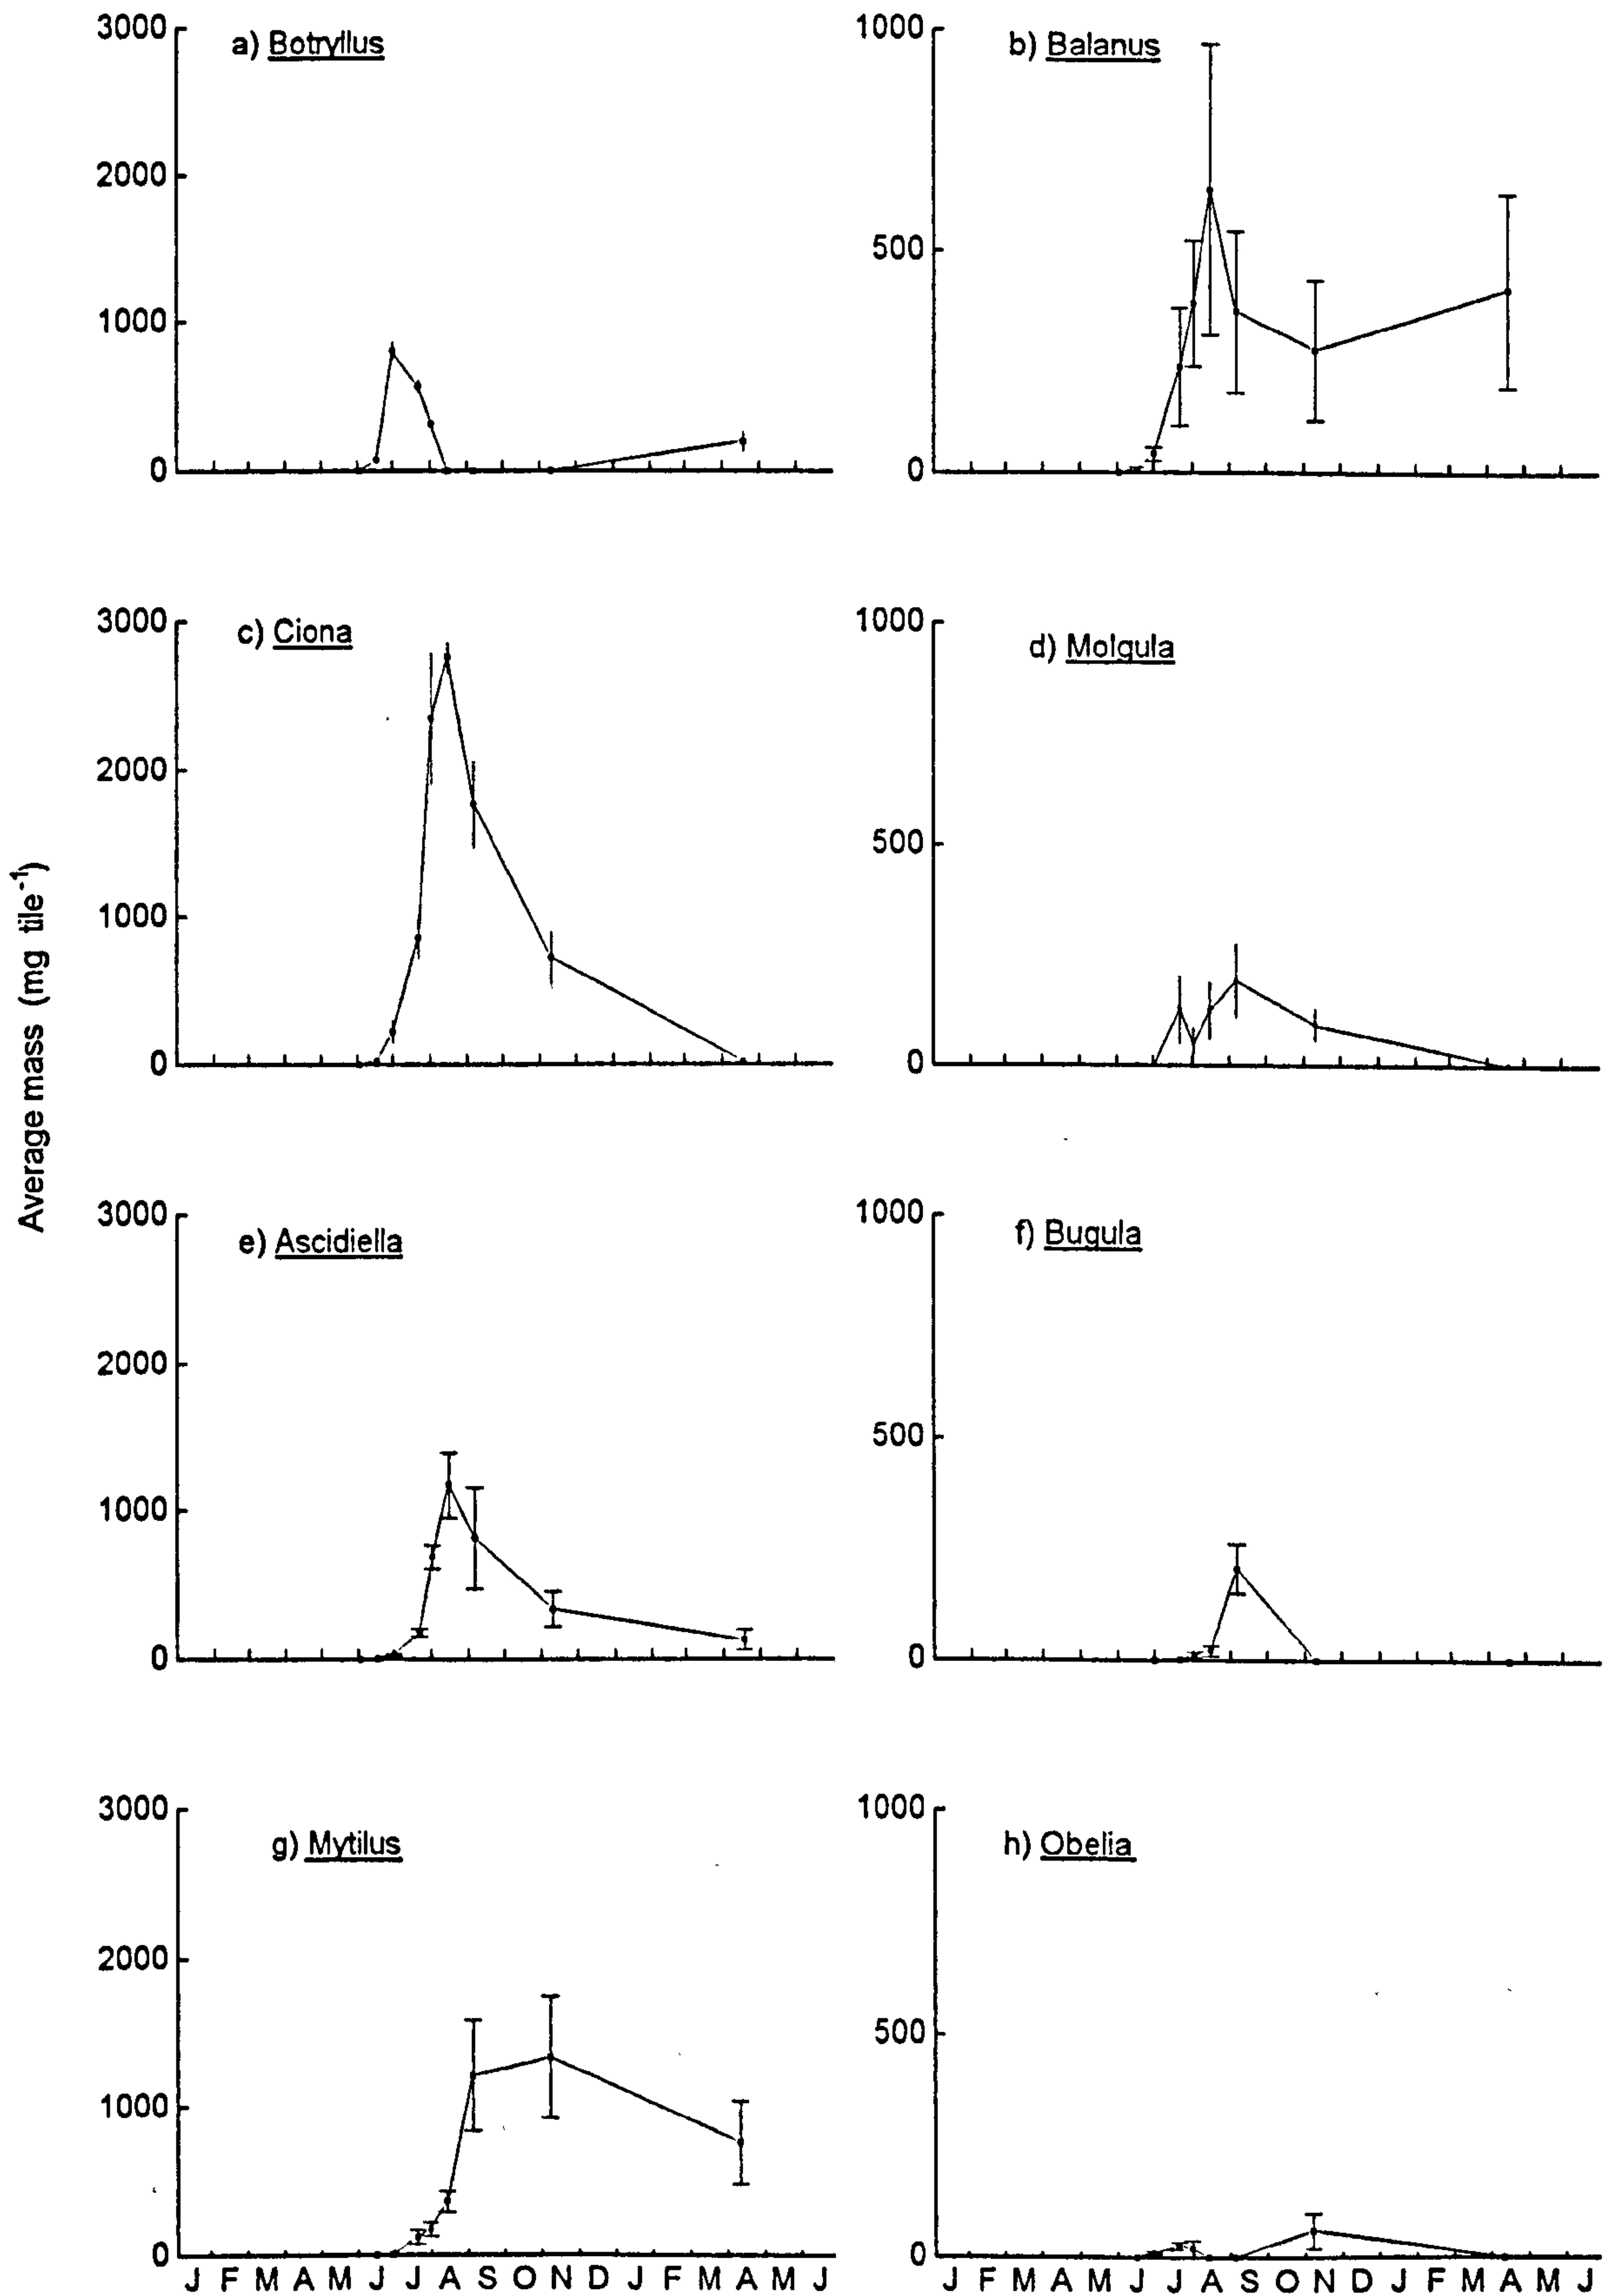 3000
a) Botryllus
2000
1000
0
1000
b) Balanus
500
0
3000
c) Ciona
2000
1000
0
1000
d) Molgula
500
0
Average mass (mg tile-1)
3000
e) Ascidiella
2000
1000
0
1000
f) Bugula
500
0
3000
g) Mytilus
2000
1000
0
J F M A M J J A S O N D J F M A M J
1000
h) Obelia
500
0
J F M A M J J A S O N D J F M A M J